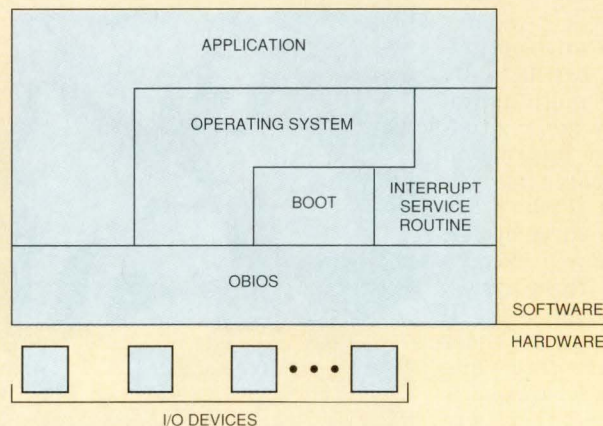 APPLICATION
OPERATING SYSTEM
BOOT
INTERRUPT
SERVICE
ROUTINE
OBIOS
SOFTWARE
HARDWARE
I/O DEVICES